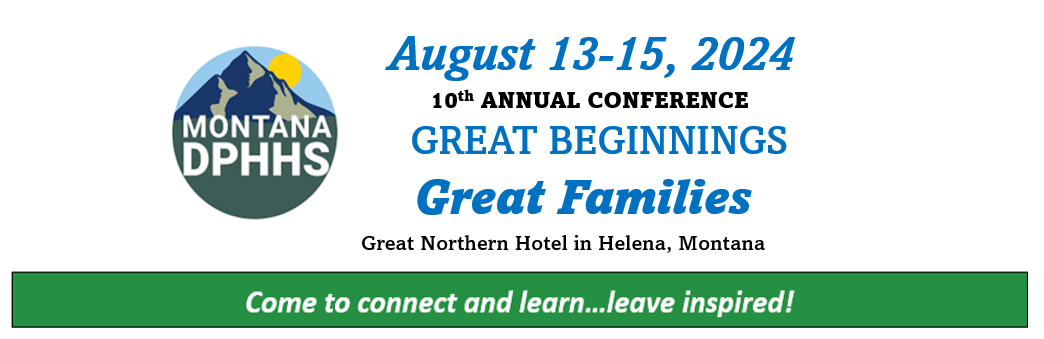 MONTANA
DPHHS
August 13-15, 2024
10th ANNUAL CONFERENCE
GREAT BEGINNINGS
Great Families
Great Northern Hotel in Helena, Montana
Come to connect and learn...leave inspired!